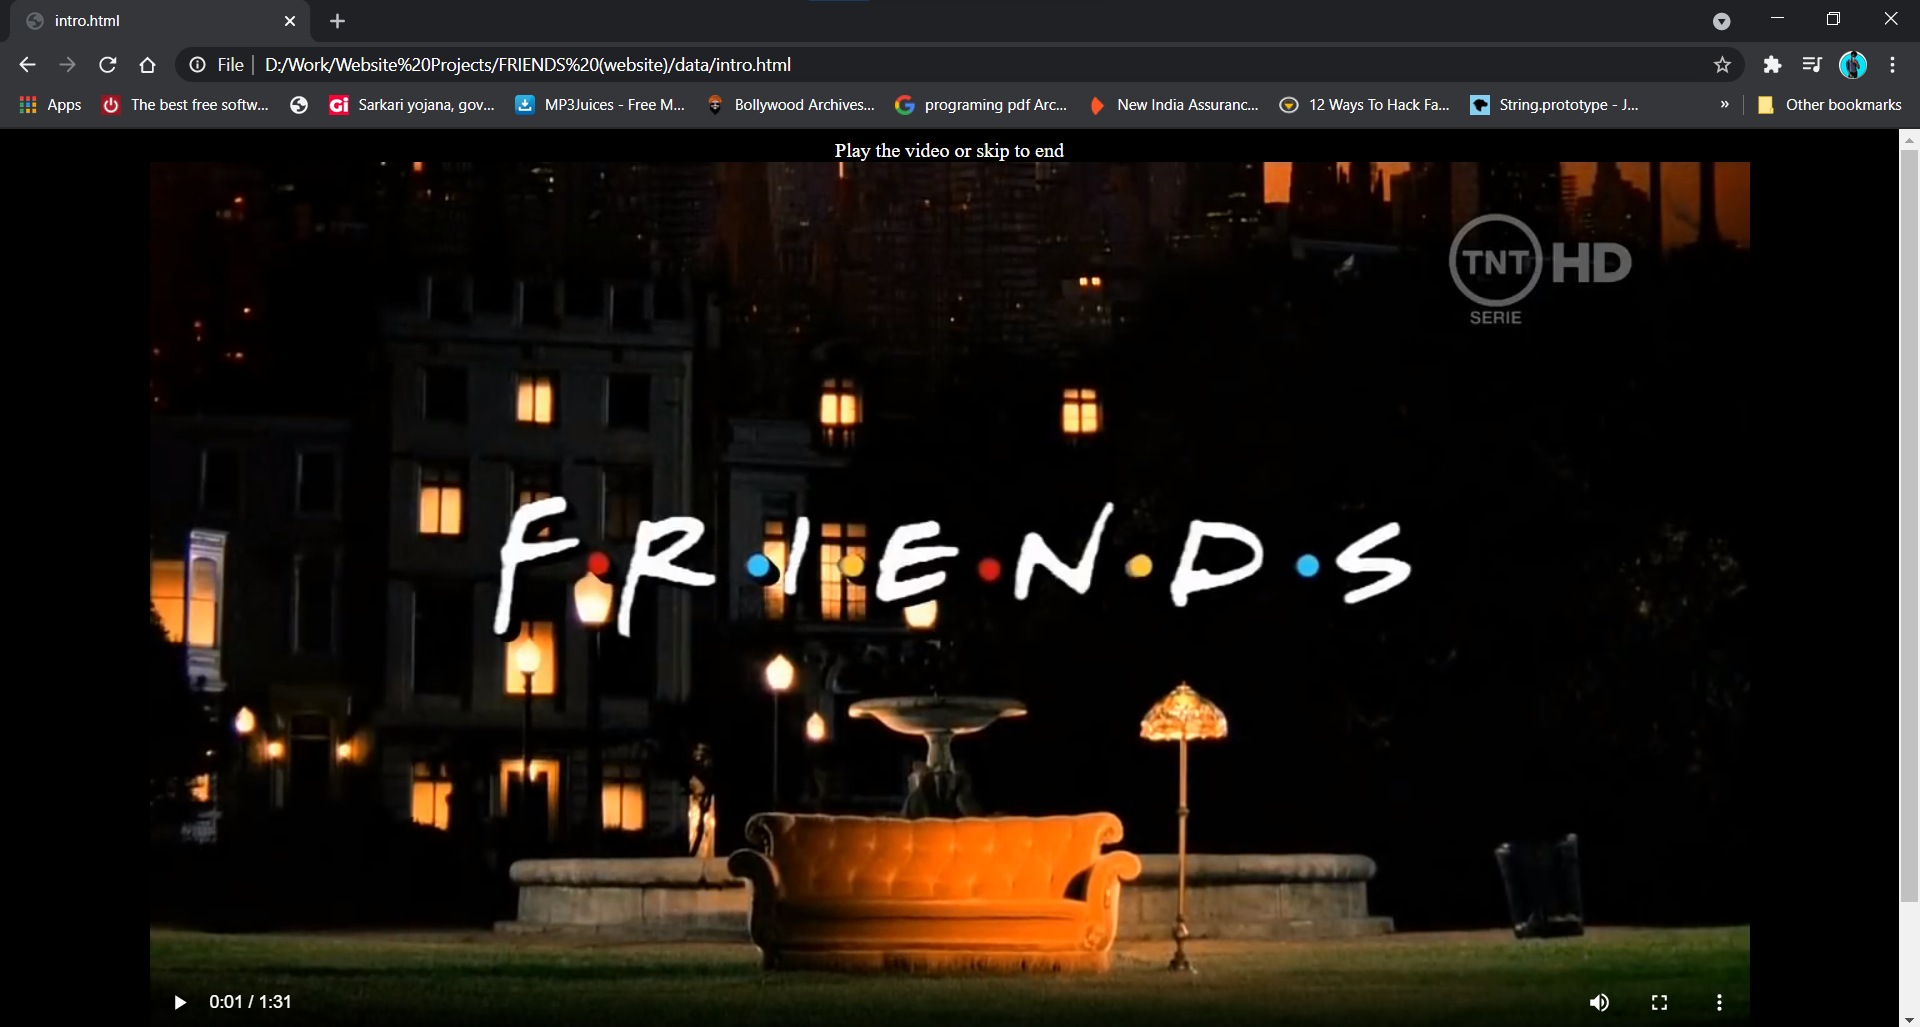 intro.html
File D:/Work/Website%20Projects/FRIENDS%20(website)/data/intro.html
Apps The best free softw... Gi Sarkari yojana, gov... MP3Juices - Free M... Bollywood Archives... programing pdf Arc... New India Assuranc... 12 Ways To Hack Fa... String.prototype - J... » Other bookmarks
Play the video or skip to end
TNT HD
SERIE
F•R•I•E•N•D•S
0:01 / 1:31